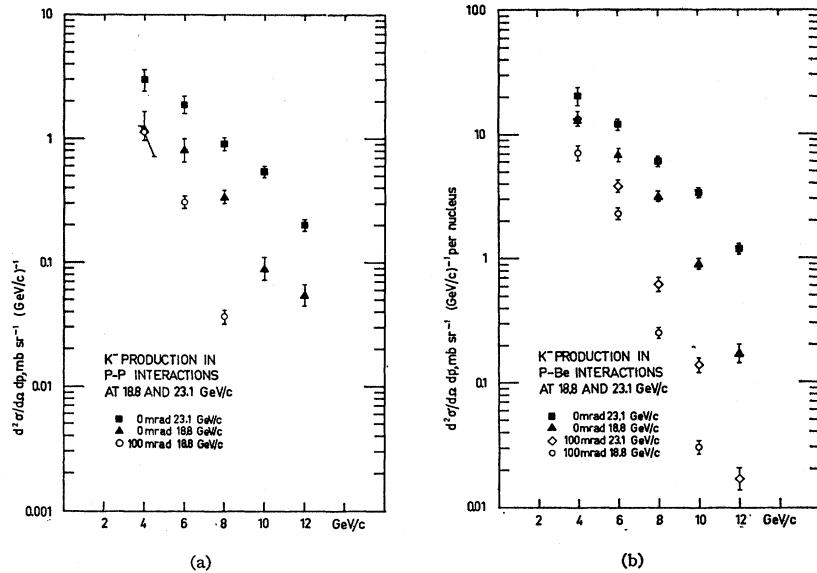 10
1
0.1
0.01
0.001
d²σ/dΩ dp, mb sr⁻¹ (GeV/c)⁻¹
K⁻ PRODUCTION IN
P-P INTERACTIONS
AT 18.8 AND 23.1 GeV/c
■ 0 mrad 23.1 GeV/c
▲ 0 mrad 18.8 GeV/c
○ 100 mrad 18.8 GeV/c
2 4 6 8 10 12 GeV/c
(a)
100
10
1
0.1
0.01
d²σ/dΩ dp, mb sr⁻¹ (GeV/c)⁻¹ per nucleus
K⁻ PRODUCTION IN
P-Be INTERACTIONS
AT 18.8 AND 23.1 GeV/c
■ 0 mrad 23,1 GeV/c
▲ 0 mrad 18.8 GeV/c
◇ 100 mrad 23.1 GeV/c
○ 100 mrad 18.8 GeV/c
2 4 6 8 10 12 GeV/c
(b)